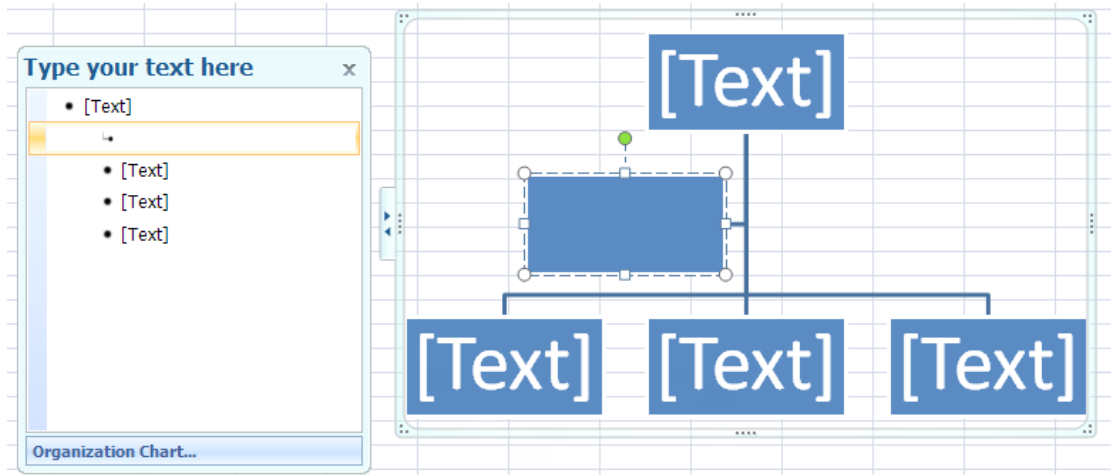 Type your text here
x
[Text]
[Text]
[Text]
[Text]
Organization Chart...
[Text]
[Text] [Text] [Text]